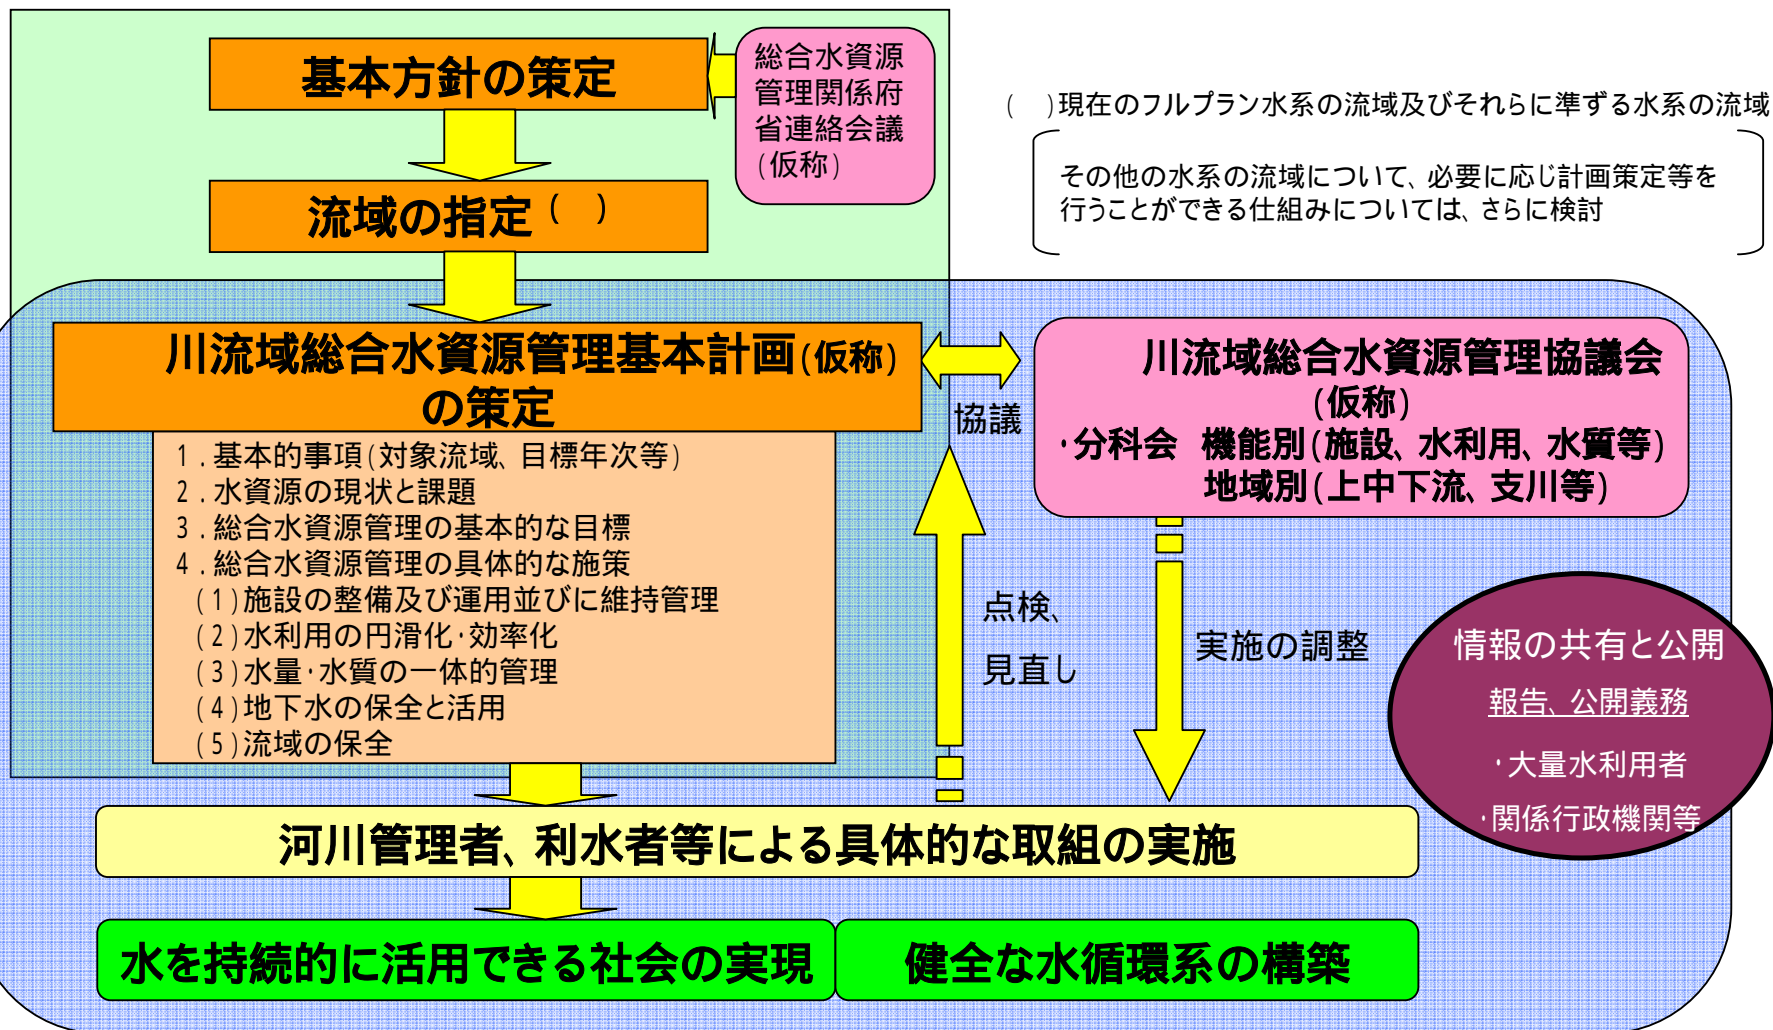 基本方針の策定
総合水資源
管理関係府
省連絡会議
(仮称)
流域の指定(　)
(　)現在のフルプラン水系の流域及びそれらに準ずる水系の流域
その他の水系の流域について、必要に応じ計画策定等を
行うことができる仕組みについては、さらに検討
川流域総合水資源管理基本計画(仮称)
の策定
協議
川流域総合水資源管理協議会
(仮称)
・分科会　機能別(施設、水利用、水質等)
地域別(上中下流、支川等)
1.基本的事項(対象流域、目標年次等)
2.水資源の現状と課題
3.総合水資源管理の基本的な目標
4.総合水資源管理の具体的な施策
(1)施設の整備及び運用並びに維持管理
(2)水利用の円滑化・効率化
(3)水量・水質の一体的管理
(4)地下水の保全と活用
(5)流域の保全
点検、
見直し
実施の調整
情報の共有と公開
報告、公開義務
・大量水利用者
・関係行政機関等
河川管理者、利水者等による具体的な取組の実施
水を持続的に活用できる社会の実現
健全な水循環系の構築